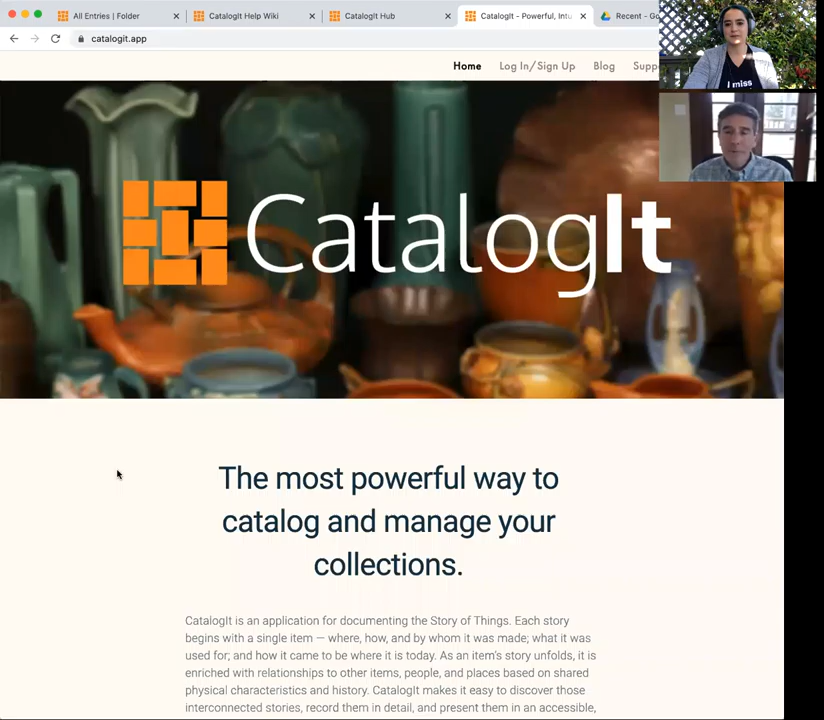 All Entries | Folder
CatalogIt Help Wiki
CatalogIt Hub
CatalogIt - Powerful, Intu
Recent - Go
catalogit.app
Home
Log In/Sign Up
Blog
Supp
I miss
CatalogIt
The most powerful way to
catalog and manage your
collections.
CatalogIt is an application for documenting the Story of Things. Each story
begins with a single item — where, how, and by whom it was made; what it was
used for; and how it came to be where it is today. As an item's story unfolds, it is
enriched with relationships to other items, people, and places based on shared
physical characteristics and history. CatalogIt makes it easy to discover those
interconnected stories, record them in detail, and present them in an accessible,